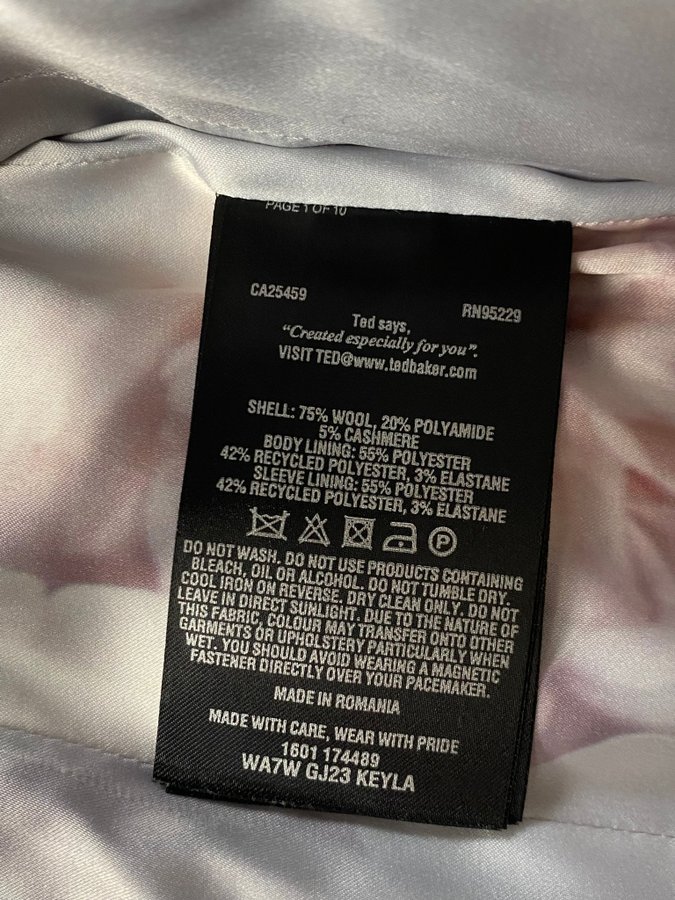 PAGE 1 OF 10
CA25459
RN95229
Ted says,
"Created especially for you".
VISIT TED@www.tedbaker.com
SHELL: 75% WOOL, 20% POLYAMIDE
5% CASHMERE
BODY LINING: 55% POLYESTER
42% RECYCLED POLYESTER, 3% ELASTANE
SLEEVE LINING: 55% POLYESTER
42% RECYCLED POLYESTER, 3% ELASTANE
P
DO NOT WASH. DO NOT USE PRODUCTS CONTAINING
BLEACH, OIL OR ALCOHOL. DO NOT TUMBLE DRY.
COOL IRON ON REVERSE. DRY CLEAN ONLY. DO NOT
LEAVE IN DIRECT SUNLIGHT. DUE TO THE NATURE OF
THIS FABRIC, COLOUR MAY TRANSFER ONTO OTHER
GARMENTS OR UPHOLSTERY PARTICULARLY WHEN
WET. YOU SHOULD AVOID WEARING A MAGNETIC
FASTENER DIRECTLY OVER YOUR PACEMAKER.
MADE IN ROMANIA
MADE WITH CARE, WEAR WITH PRIDE
1601 174489
WA7W GJ23 KEYLA